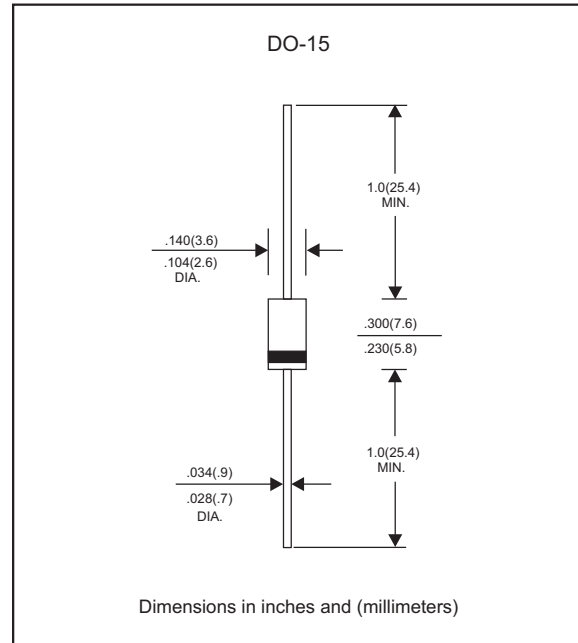 DO-15
1.0(25.4)
MIN.
.140(3.6)
.104(2.6)
DIA.
.300(7.6)
.230(5.8)
1.0(25.4)
MIN.
.034(.9)
.028(.7)
DIA.
Dimensions in inches and (millimeters)